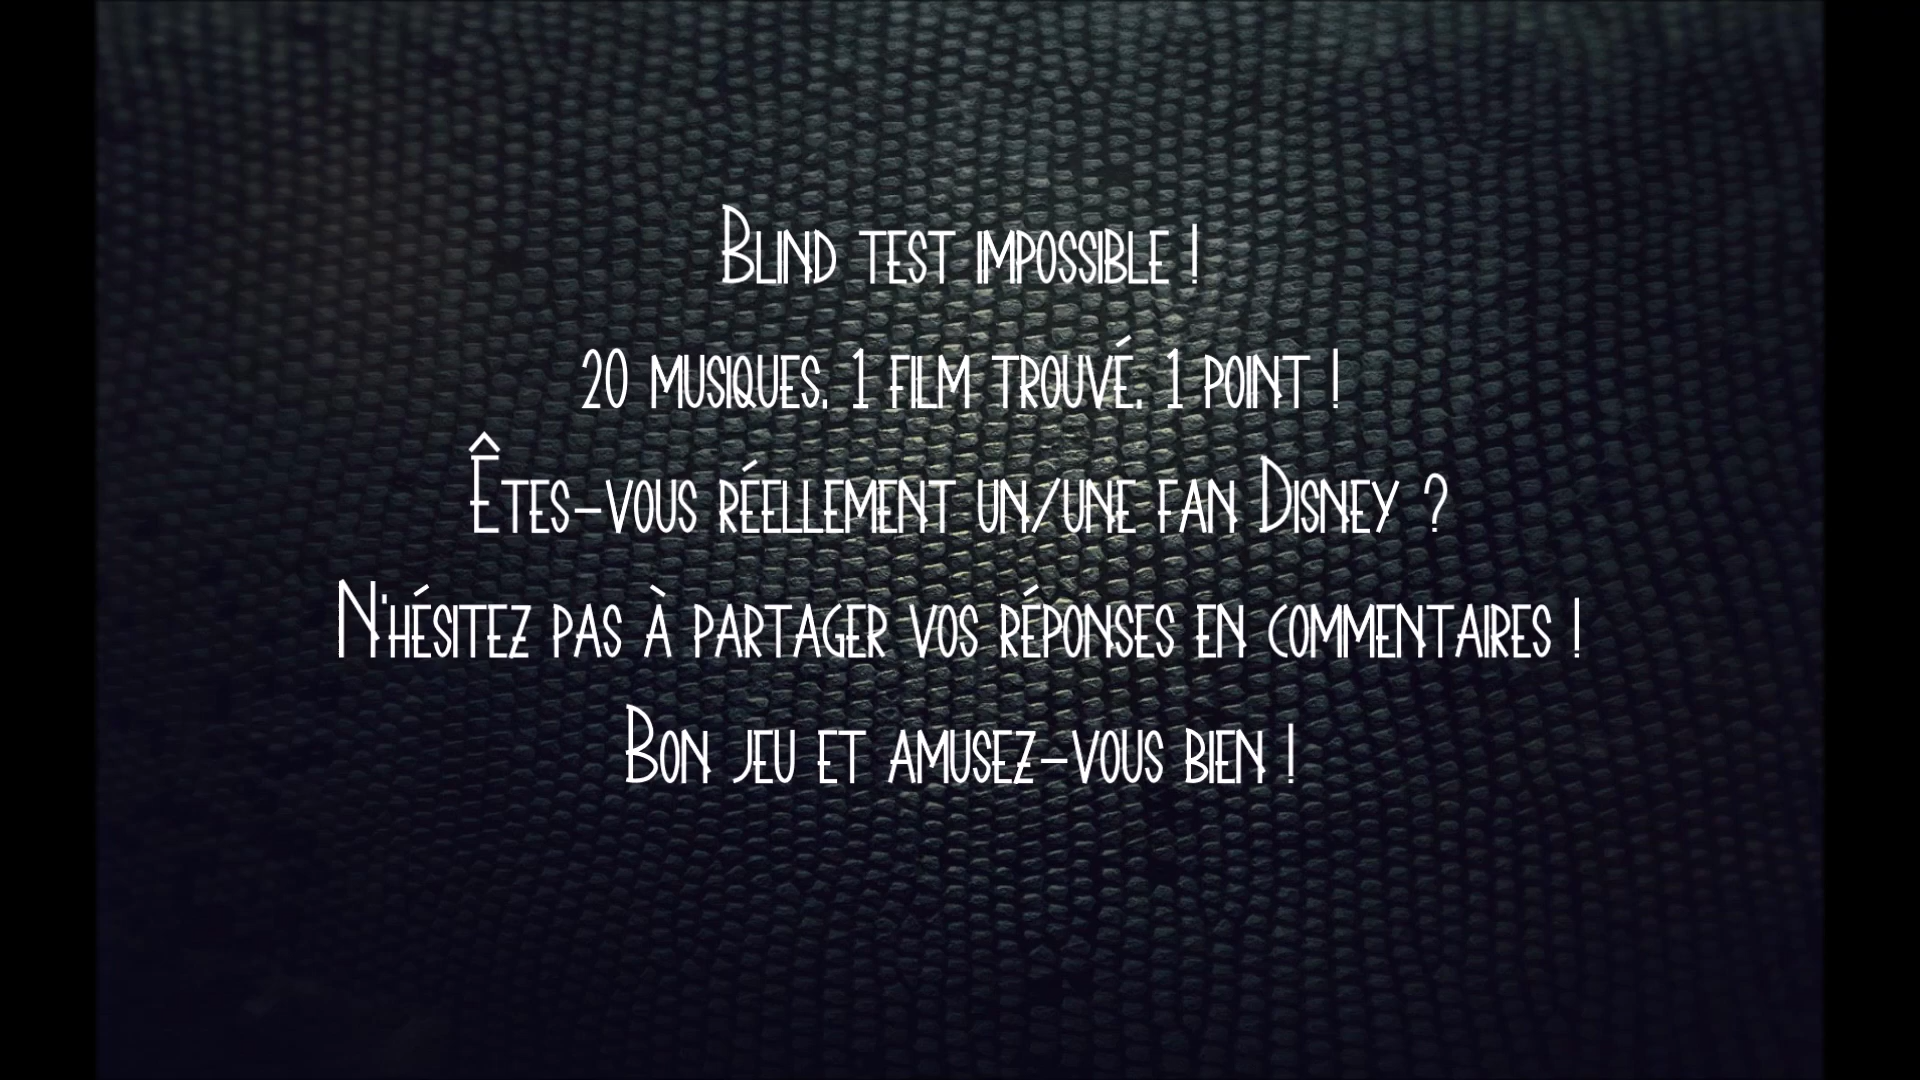 Blind test impossible !
20 musiques, 1 film trouvé, 1 point !
Êtes-vous réellement un/une fan Disney ?
N'hésitez pas à partager vos réponses en commentaires !
Bon jeu et amusez-vous bien !